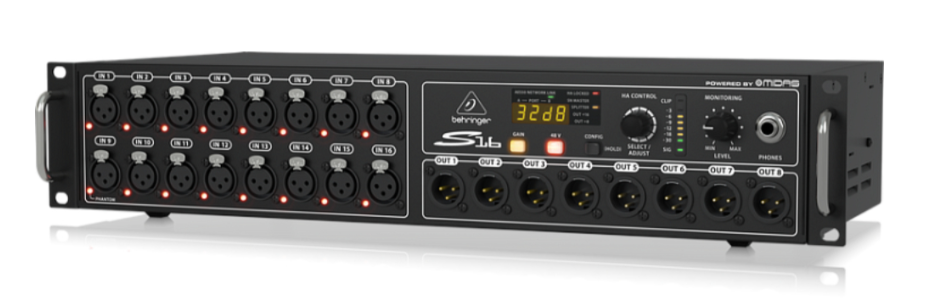 IN 1 IN 2 IN 3 IN 4 IN 5 IN 6 IN 7 IN 8
IN 9 IN 10 IN 11 IN 12 IN 13 IN 14 IN 15 IN 16
PHANTOM
behringer
S16
32d8
GAIN
48 V
CONFIG
(HOLD)
HA CONTROL
SELECT /
ADJUST
CLIP
SIG
POWERED BY MIDAS
MONITORING
MIN MAX
LEVEL
PHONES
OUT 1 OUT 2 OUT 3 OUT 4 OUT 5 OUT 6 OUT 7 OUT 8